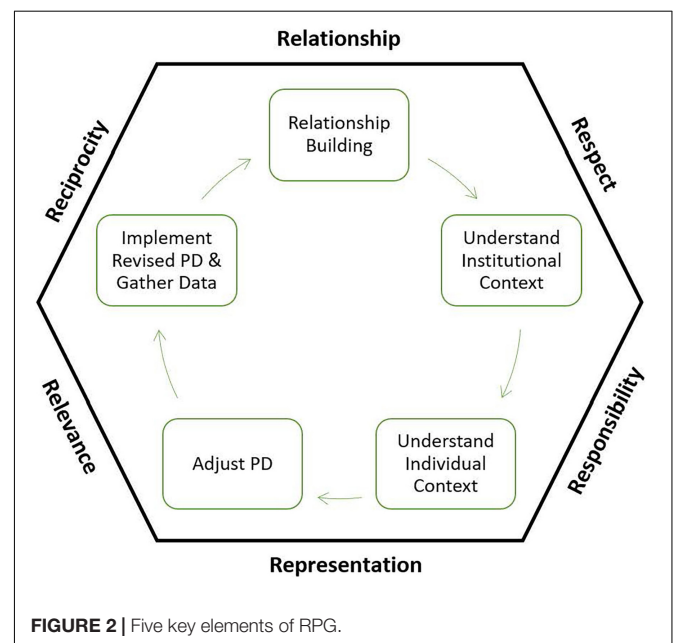 Relationship
Respect
Reciprocity
Relationship
Building
Implement
Revised PD &
Gather Data
Understand
Institutional
Context
Relevance
Responsibility
Adjust PD
Understand
Individual
Context
Representation
FIGURE 2 | Five key elements of RPG.